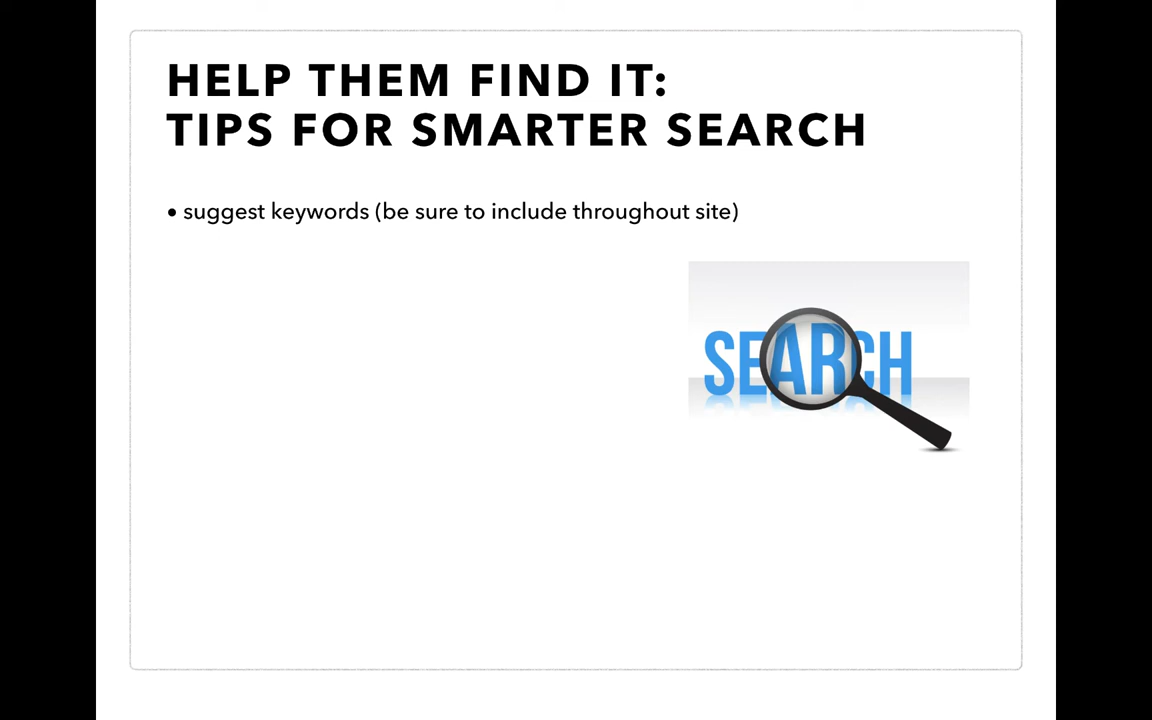 HELP THEM FIND IT:
TIPS FOR SMARTER SEARCH
• suggest keywords (be sure to include throughout site)
SEARCH